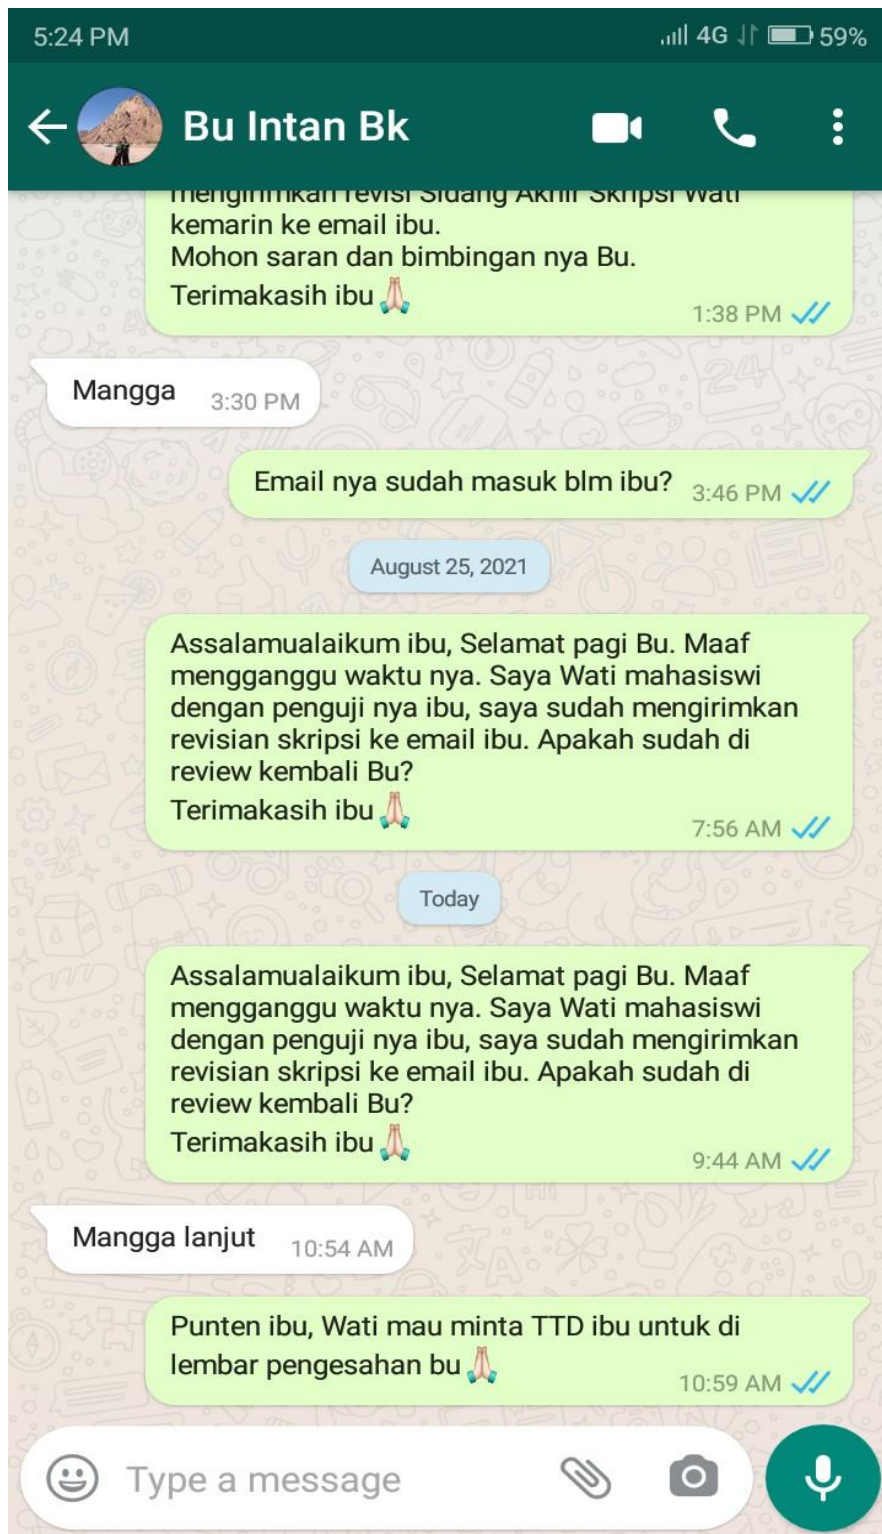 5:24 PM
4G 59%
Bu Intan Bk
mengirimkan revisi Sidang Akhir Skripsi Wati
kemarin ke email ibu.
Mohon saran dan bimbingan nya Bu.
Terimakasih ibu🙏🏻
1:38 PM
Mangga 3:30 PM
Email nya sudah masuk blm ibu? 3:46 PM
August 25, 2021
Assalamualaikum ibu, Selamat pagi Bu. Maaf
mengganggu waktu nya. Saya Wati mahasiswi
dengan penguji nya ibu, saya sudah mengirimkan
revisian skripsi ke email ibu. Apakah sudah di
review kembali Bu?
Terimakasih ibu🙏🏻
7:56 AM
Today
Assalamualaikum ibu, Selamat pagi Bu. Maaf
mengganggu waktu nya. Saya Wati mahasiswi
dengan penguji nya ibu, saya sudah mengirimkan
revisian skripsi ke email ibu. Apakah sudah di
review kembali Bu?
Terimakasih ibu🙏🏻
9:44 AM
Mangga lanjut 10:54 AM
Punten ibu, Wati mau minta TTD ibu untuk di
lembar pengesahan bu🙏🏻
10:59 AM
Type a message